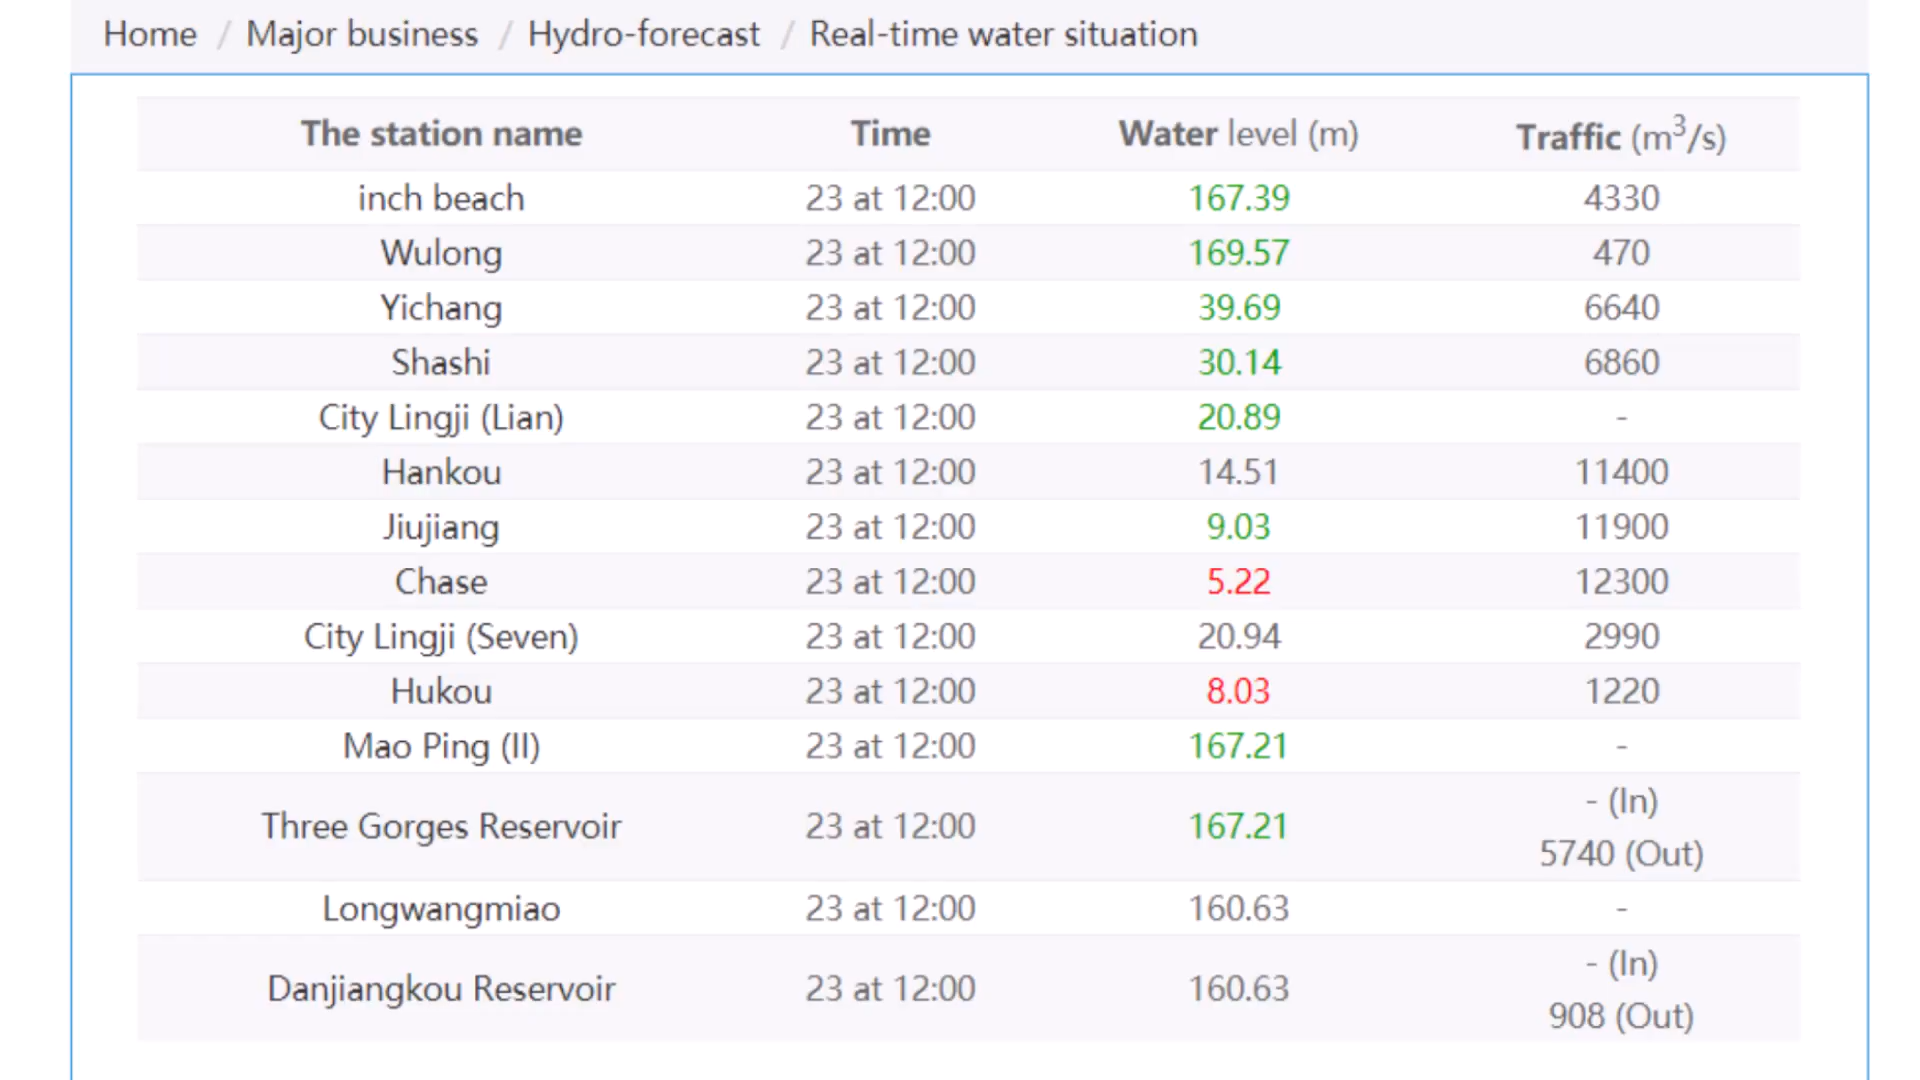 Home / Major business / Hydro-forecast / Real-time water situation
The station name Time Water level (m) Traffic (m³/s)
inch beach 23 at 12:00 167.39 4330
Wulong 23 at 12:00 169.57 470
Yichang 23 at 12:00 39.69 6640
Shashi 23 at 12:00 30.14 6860
City Lingji (Lian) 23 at 12:00 20.89 -
Hankou 23 at 12:00 14.51 11400
Jiujiang 23 at 12:00 9.03 11900
Chase 23 at 12:00 5.22 12300
City Lingji (Seven) 23 at 12:00 20.94 2990
Hukou 23 at 12:00 8.03 1220
Mao Ping (II) 23 at 12:00 167.21 -
Three Gorges Reservoir 23 at 12:00 167.21 - (In)
5740 (Out)
Longwangmiao 23 at 12:00 160.63 -
Danjiangkou Reservoir 23 at 12:00 160.63 - (In)
908 (Out)